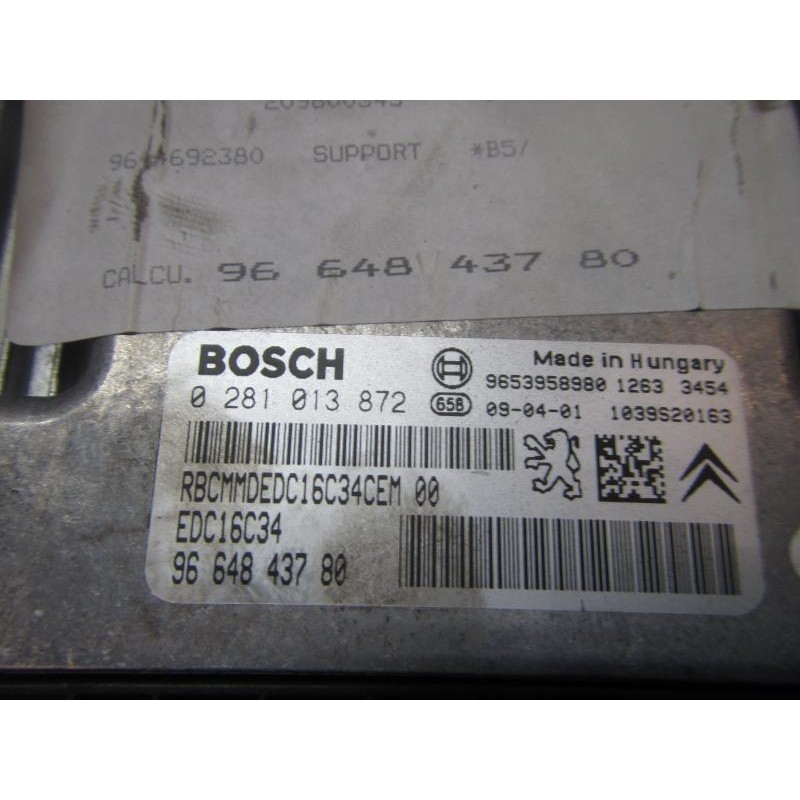 SUPPORT *B5/
CALCU. 96 648 437 80
BOSCH
Made in Hungary
9653958980 1263 3454
0 281 013 872
658
09-04-01 1039S20163
RBCMMDEDC16C34CEM 00
EDC16C34
96 648 437 80